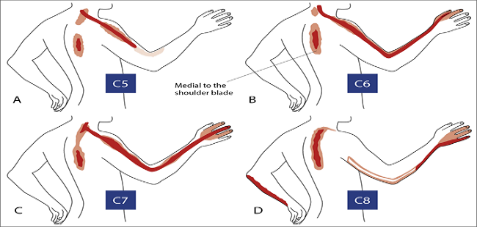 C5
A
Medial to the
shoulder blade
C6
B
C7
C
C8
D